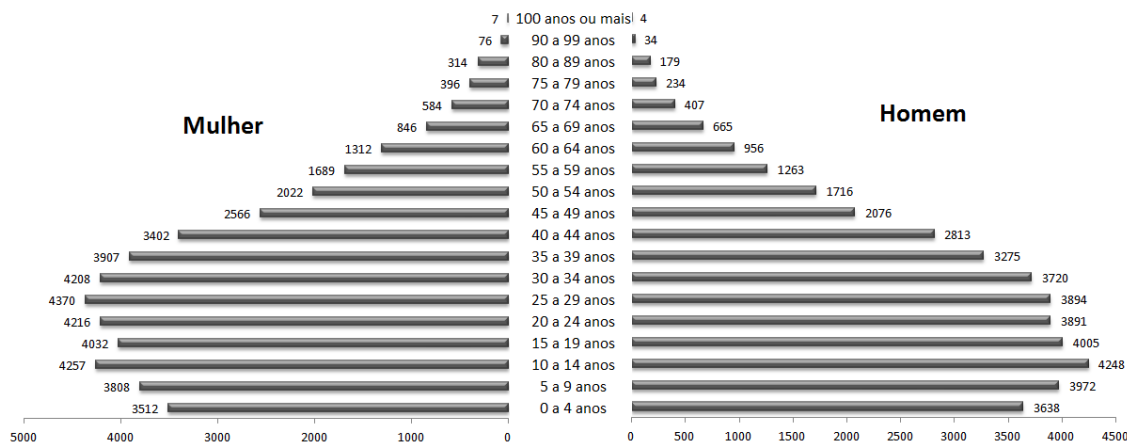 7 100 anos ou mais 4
76 90 a 99 anos 34
314 80 a 89 anos 179
396 75 a 79 anos 234
584 70 a 74 anos 407
Mulher
Homem
846 65 a 69 anos 665
1312 60 a 64 anos 956
1689 55 a 59 anos 1263
2022 50 a 54 anos 1716
2566 45 a 49 anos 2076
3402 40 a 44 anos 2813
3907 35 a 39 anos 3275
4208 30 a 34 anos 3720
4370 25 a 29 anos 3894
4216 20 a 24 anos 3891
4032 15 a 19 anos 4005
4257 10 a 14 anos 4248
3808 5 a 9 anos 3972
3512 0 a 4 anos 3638
5000 4000 3000 2000 1000 0 0 500 1000 1500 2000 2500 3000 3500 4000 4500